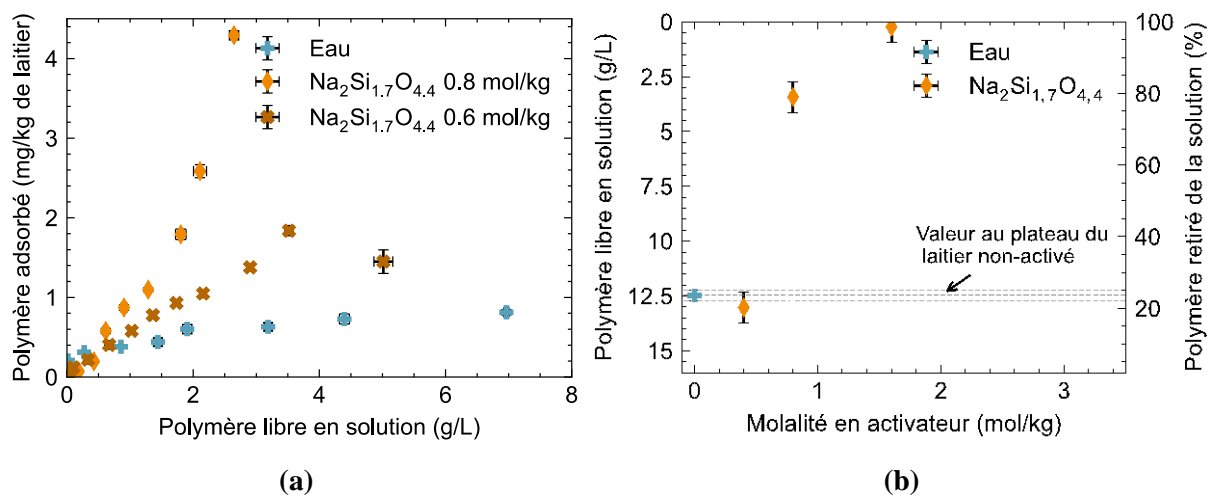 Polymère adsorbé (mg/kg de laitier)
4
3
2
1
0
Eau
Na₂Si₁.₇O₄.₄ 0.8 mol/kg
Na₂Si₁.₇O₄.₄ 0.6 mol/kg
0 2 4 6 8
Polymère libre en solution (g/L)
(a)
Polymère libre en solution (g/L)
0
2.5
5
7.5
10
12.5
15
Eau
Na₂Si₁,₇O₄,₄
Valeur au plateau du
laitier non-activé
0 1 2 3
Molalité en activateur (mol/kg)
100
80
60
40
20
Polymère retiré de la solution (%)
(b)